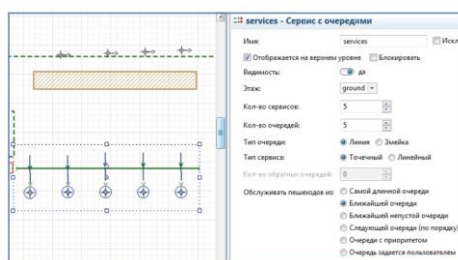 services - Сервис с очередями
Имя: services Искл
Отображается на верхнем уровне Блокировать
Видимость: да
Этаж: ground
Кол-во сервисов: 5
Кол-во очередей: 5
Тип очереди: Линия Змейка
Тип сервиса: Точечный Линейный
Кол-во обратных очередей: 0
Обслуживать пешеходов из: Самой длинной очереди
Ближайшей очереди
Ближайшей непустой очереди
Следующей очереди (по порядку)
Очереди с приоритетом
Очередь задается пользователем